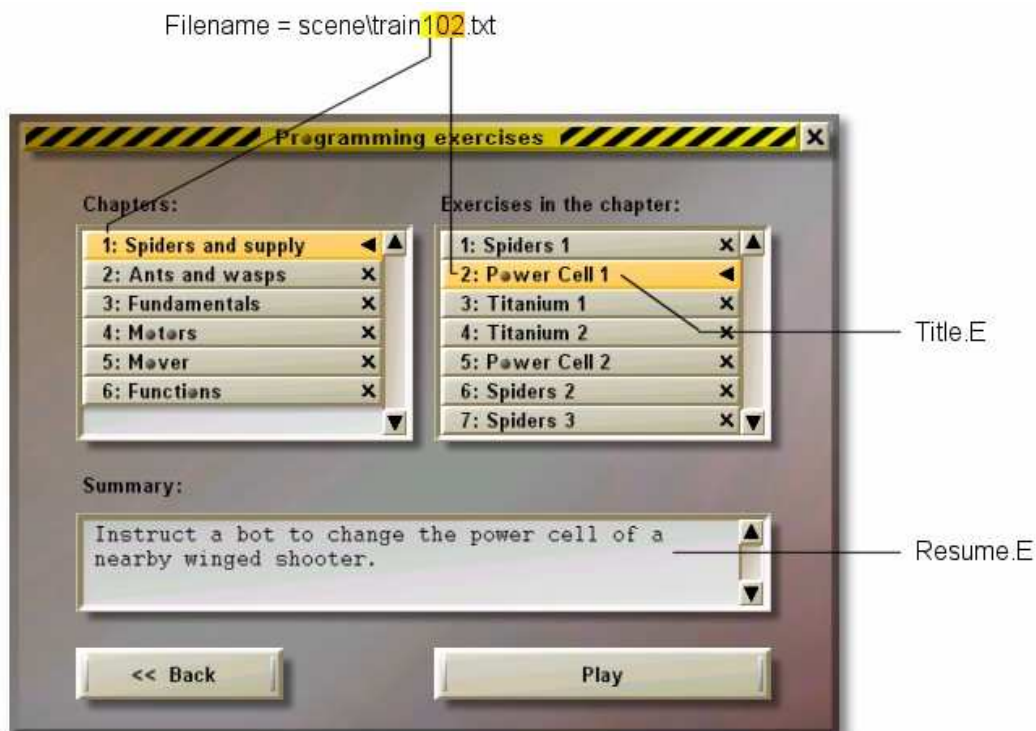 Filename = scene\train102.txt
Programming exercises
Chapters:
1: Spiders and supply
2: Ants and wasps
3: Fundamentals
4: Motors
5: Mover
6: Functions
Exercises in the chapter:
1: Spiders 1
2: Power Cell 1
3: Titanium 1
4: Titanium 2
5: Power Cell 2
6: Spiders 2
7: Spiders 3
Title.E
Summary:
Instruct a bot to change the power cell of a
nearby winged shooter.
Resume.E
<< Back
Play